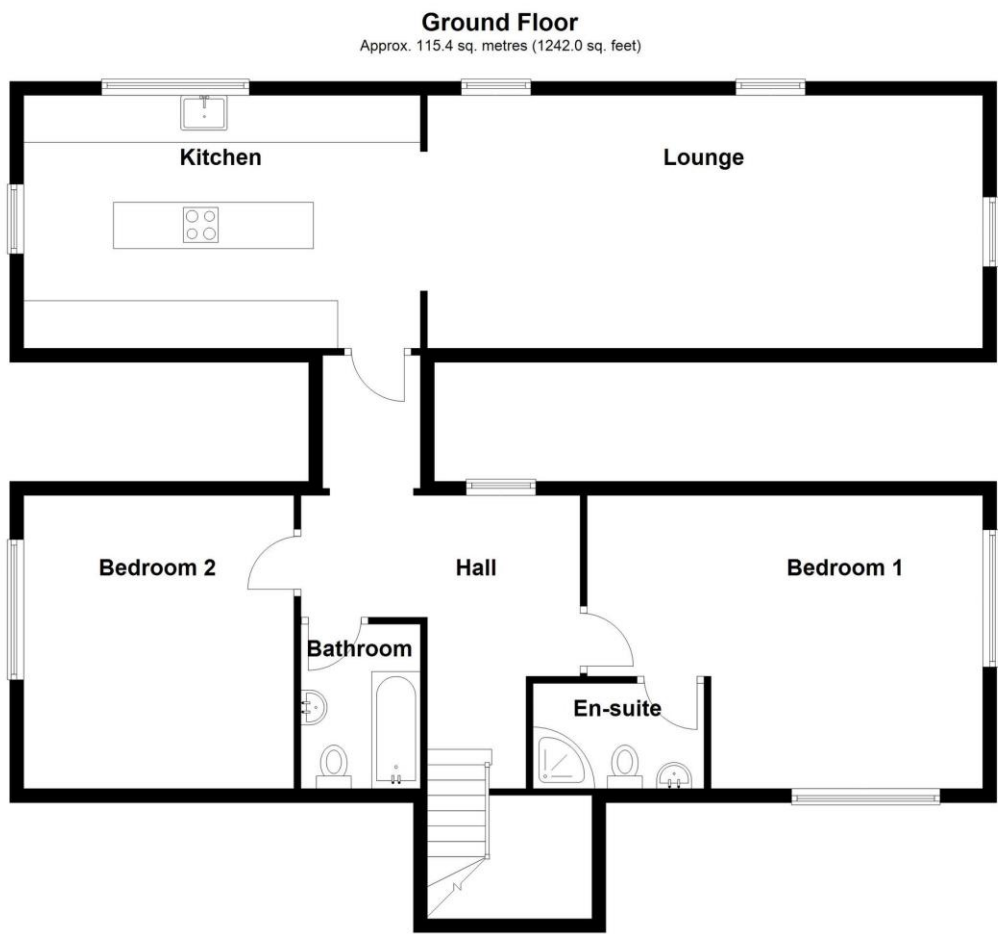 Ground Floor
Approx. 115.4 sq. metres (1242.0 sq. feet)
Kitchen
Lounge
Bedroom 2
Hall
Bedroom 1
Bathroom
En-suite